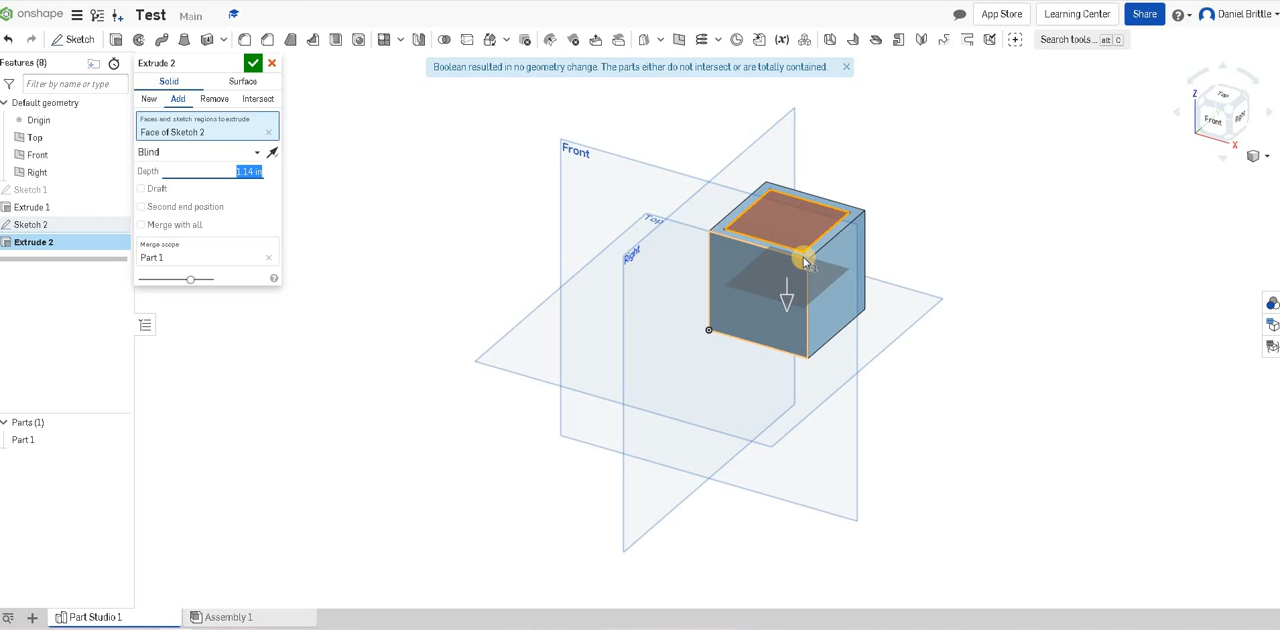 onshape Test Main App Store Learning Center Share Daniel Brittle
Sketch Search tools... alt C
Features (8)
Filter by name or type
Default geometry
Origin
Top
Front
Right
Sketch 1
Extrude 1
Sketch 2
Extrude 2
Parts (1)
Part 1
Extrude 2
Solid Surface
New Add Remove Intersect
Faces and sketch regions to extrude
Face of Sketch 2
Blind
Depth 1.14 in
Draft
Second end position
Merge with all
Merge scope
Part 1
Boolean resulted in no geometry change. The parts either do not intersect or are totally contained.
Front
Top
Right
Z
Top
Front Right
X
Part Studio 1 Assembly 1